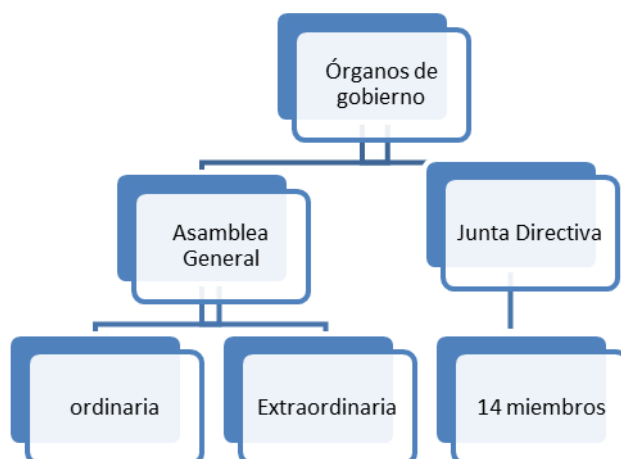 Órganos de
gobierno
Asamblea
General
Junta Directiva
ordinaria
Extraordinaria
14 miembros